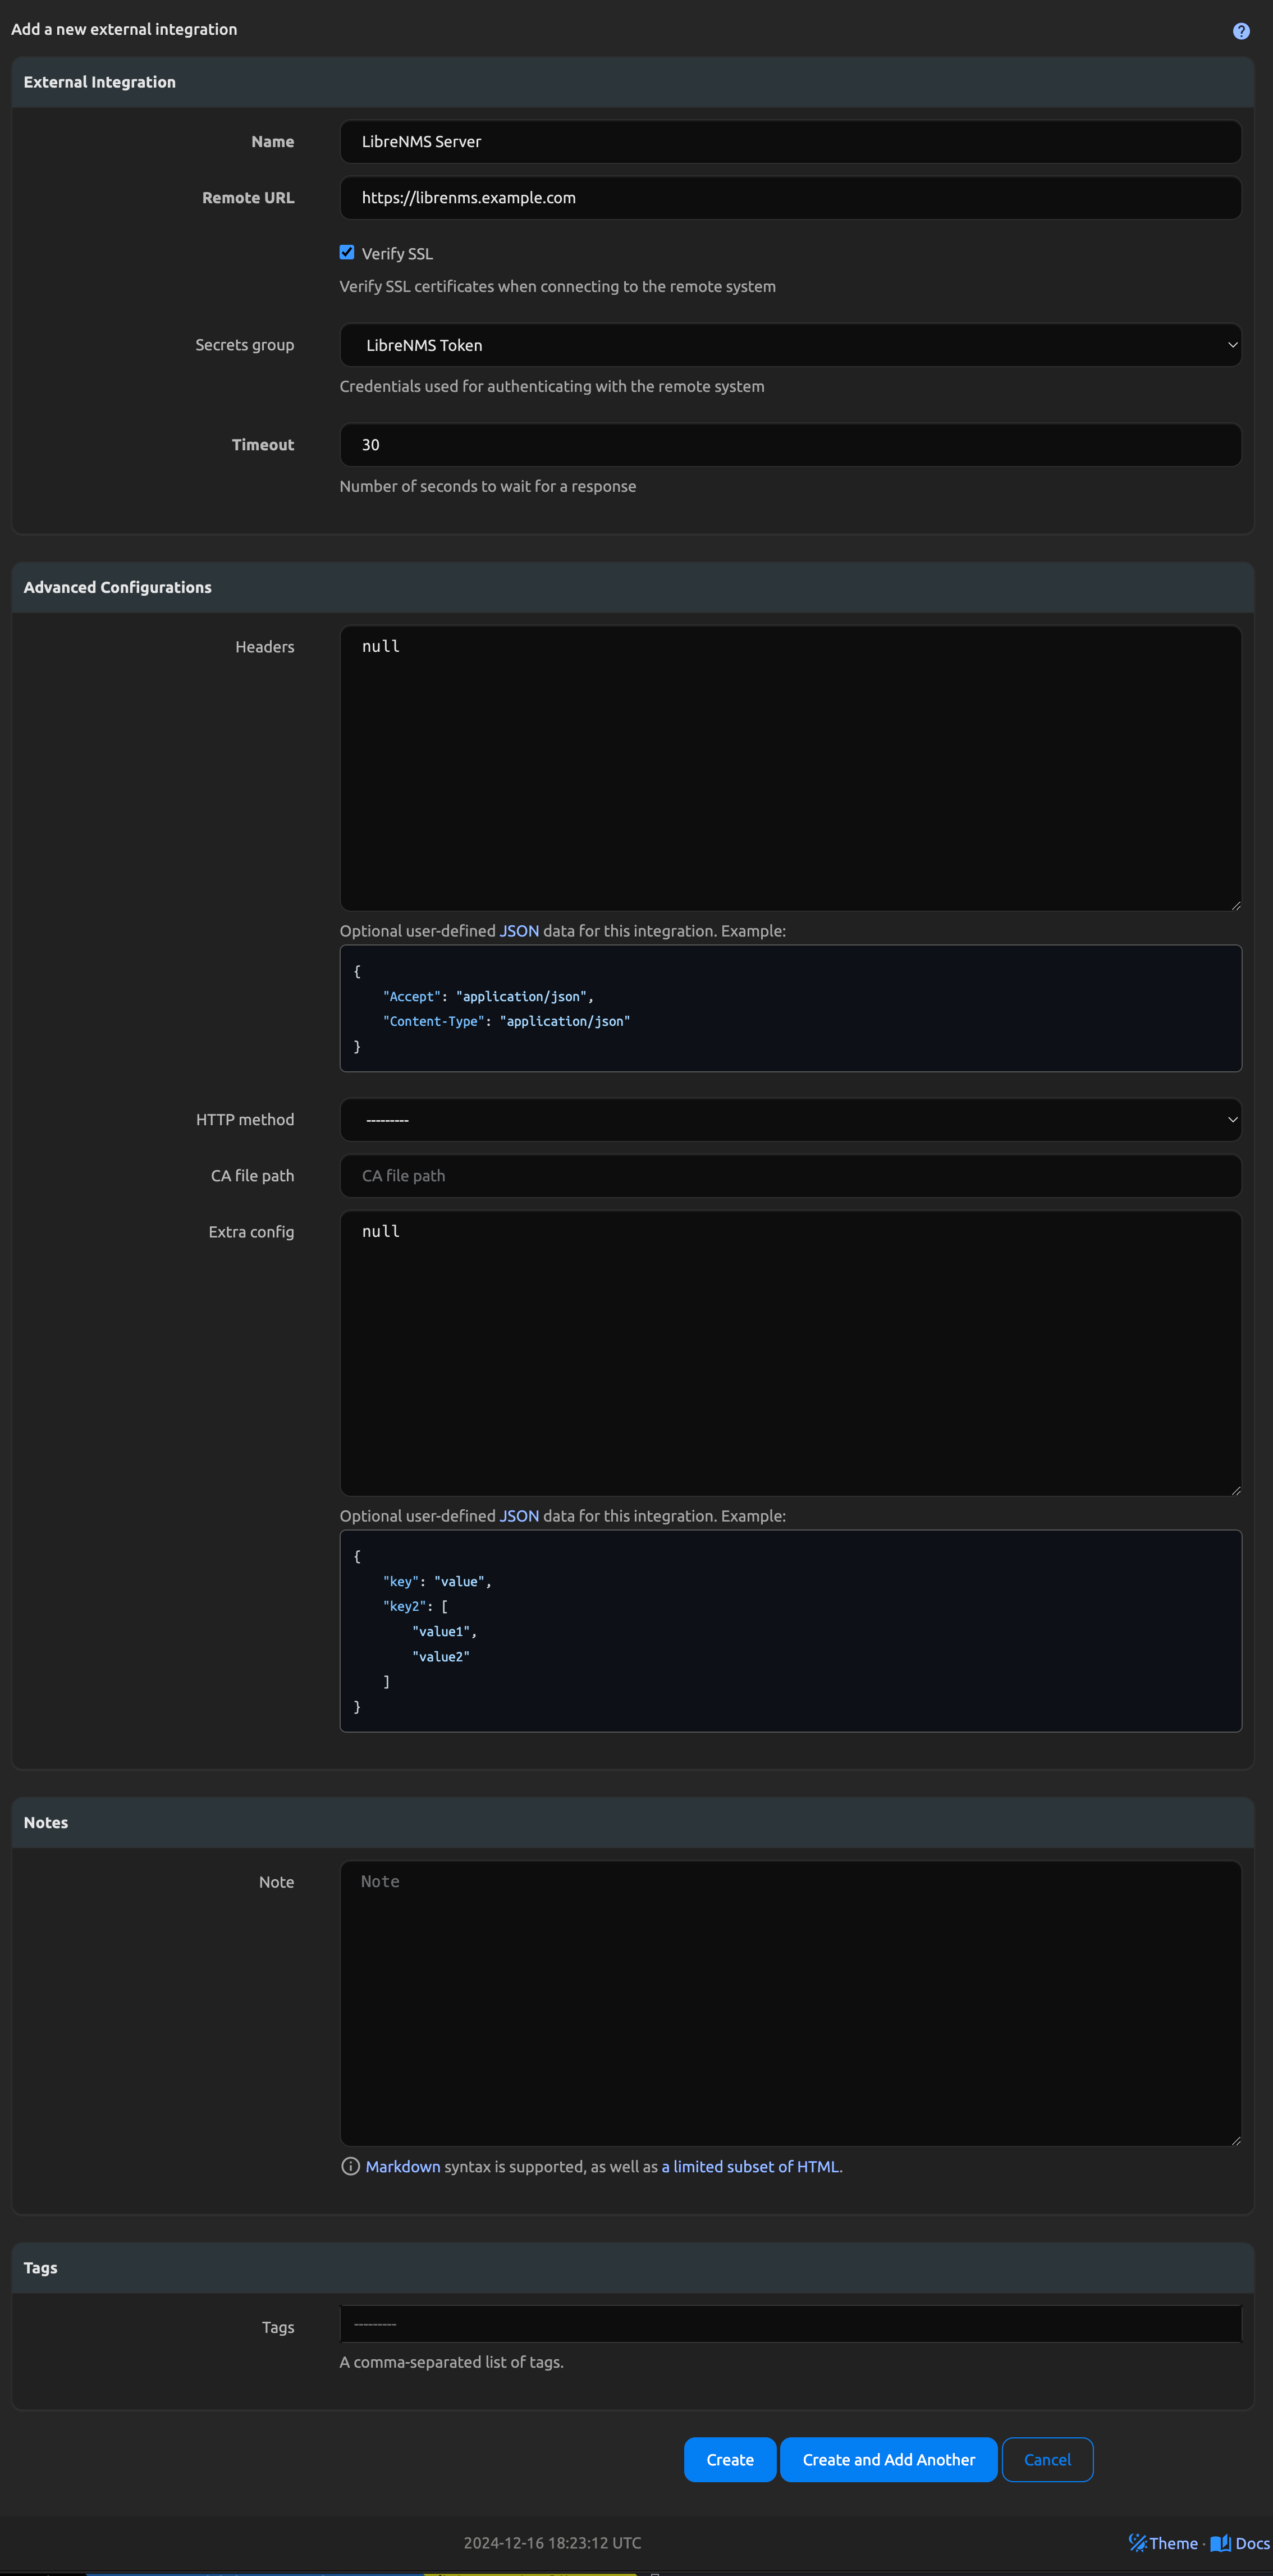 Add a new external integration
External Integration
Name
LibreNMS Server
Remote URL
https://librenms.example.com
Verify SSL
Verify SSL certificates when connecting to the remote system
Secrets group
LibreNMS Token
Credentials used for authenticating with the remote system
Timeout
30
Number of seconds to wait for a response
Advanced Configurations
Headers
null
Optional user-defined JSON data for this integration. Example:
{
    "Accept": "application/json",
    "Content-Type": "application/json"
}
HTTP method
---------
CA file path
CA file path
Extra config
null
Optional user-defined JSON data for this integration. Example:
{
    "key": "value",
    "key2": [
        "value1",
        "value2"
    ]
}
Notes
Note
Note
Markdown syntax is supported, as well as a limited subset of HTML.
Tags
Tags
---------
A comma-separated list of tags.
Create
Create and Add Another
Cancel
2024-12-16 18:23:12 UTC
Theme · Docs